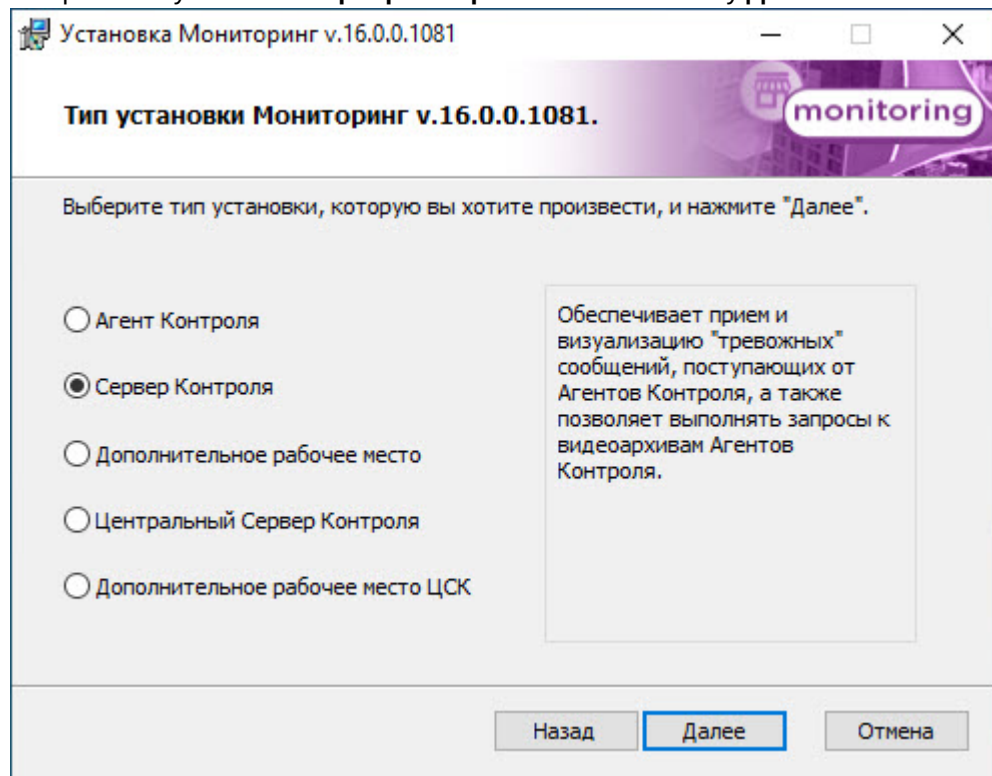 Установка Мониторинг v.16.0.0.1081
Тип установки Мониторинг v.16.0.0.1081.
monitoring
Выберите тип установки, которую вы хотите произвести, и нажмите "Далее".
Агент Контроля
Сервер Контроля
Дополнительное рабочее место
Центральный Сервер Контроля
Дополнительное рабочее место ЦСК
Обеспечивает прием и
визуализацию "тревожных"
сообщений, поступающих от
Агентов Контроля, а также
позволяет выполнять запросы к
видеоархивам Агентов
Контроля.
Назад
Далее
Отмена